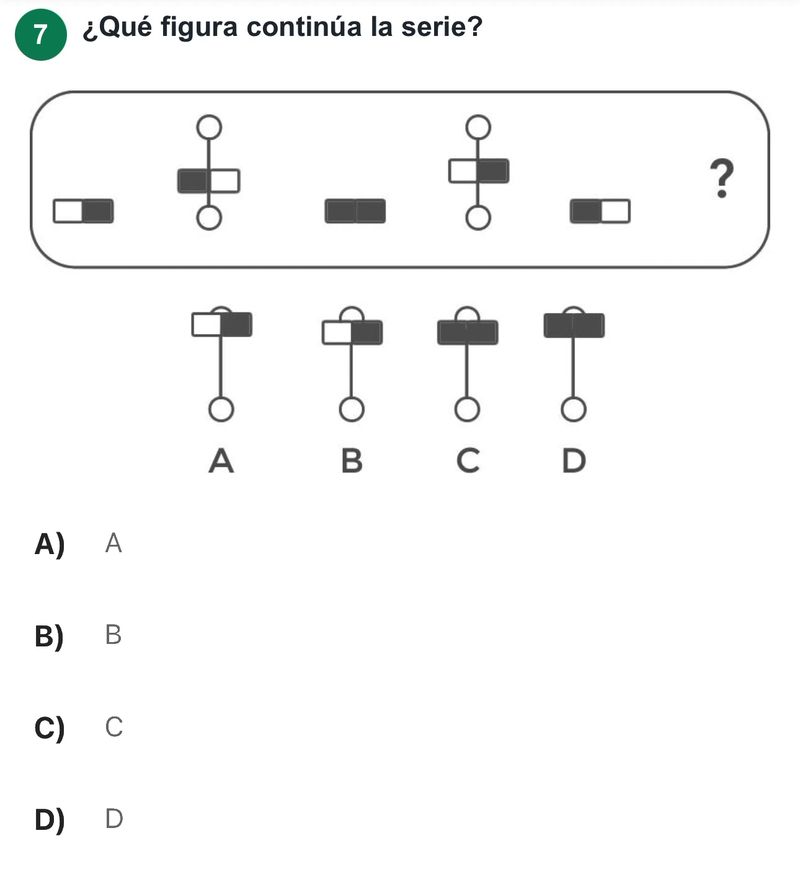 7 ¿Qué figura continúa la serie?
?
A B C D
A) A
B) B
C) C
D) D